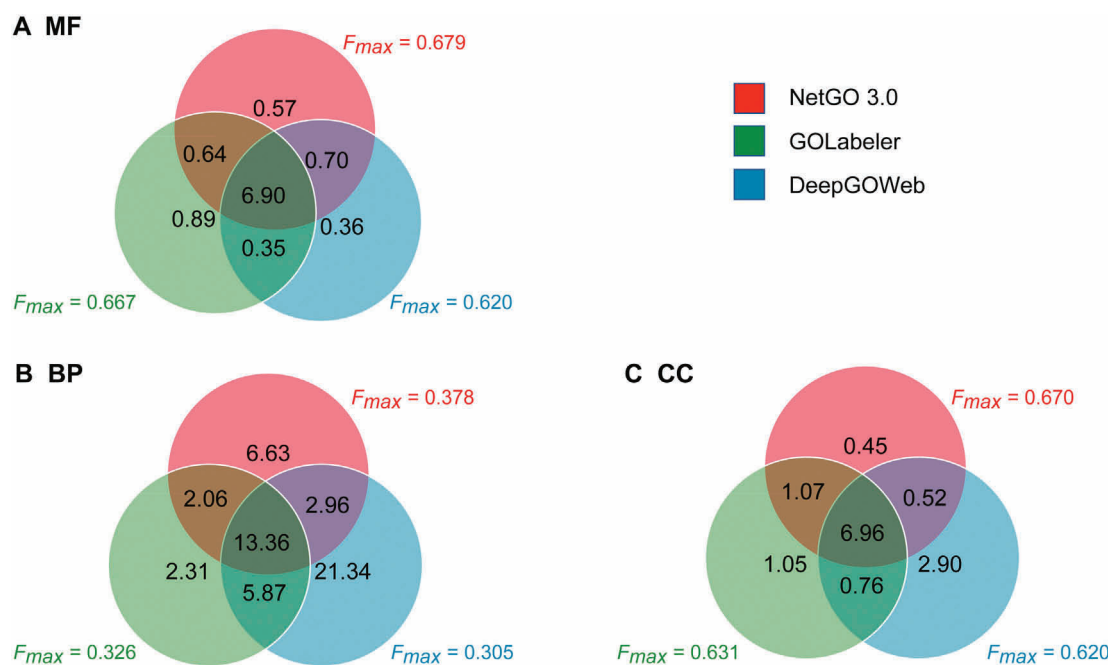 A MF
Fmax = 0.679
0.57
0.64
0.70
6.90
0.89
0.36
0.35
Fmax = 0.667
Fmax = 0.620
NetGO 3.0
GOLabeler
DeepGOWeb
B BP
Fmax = 0.378
6.63
2.06
2.96
13.36
2.31
21.34
5.87
Fmax = 0.326
Fmax = 0.305
C CC
Fmax = 0.670
0.45
1.07
0.52
6.96
1.05
2.90
0.76
Fmax = 0.631
Fmax = 0.620